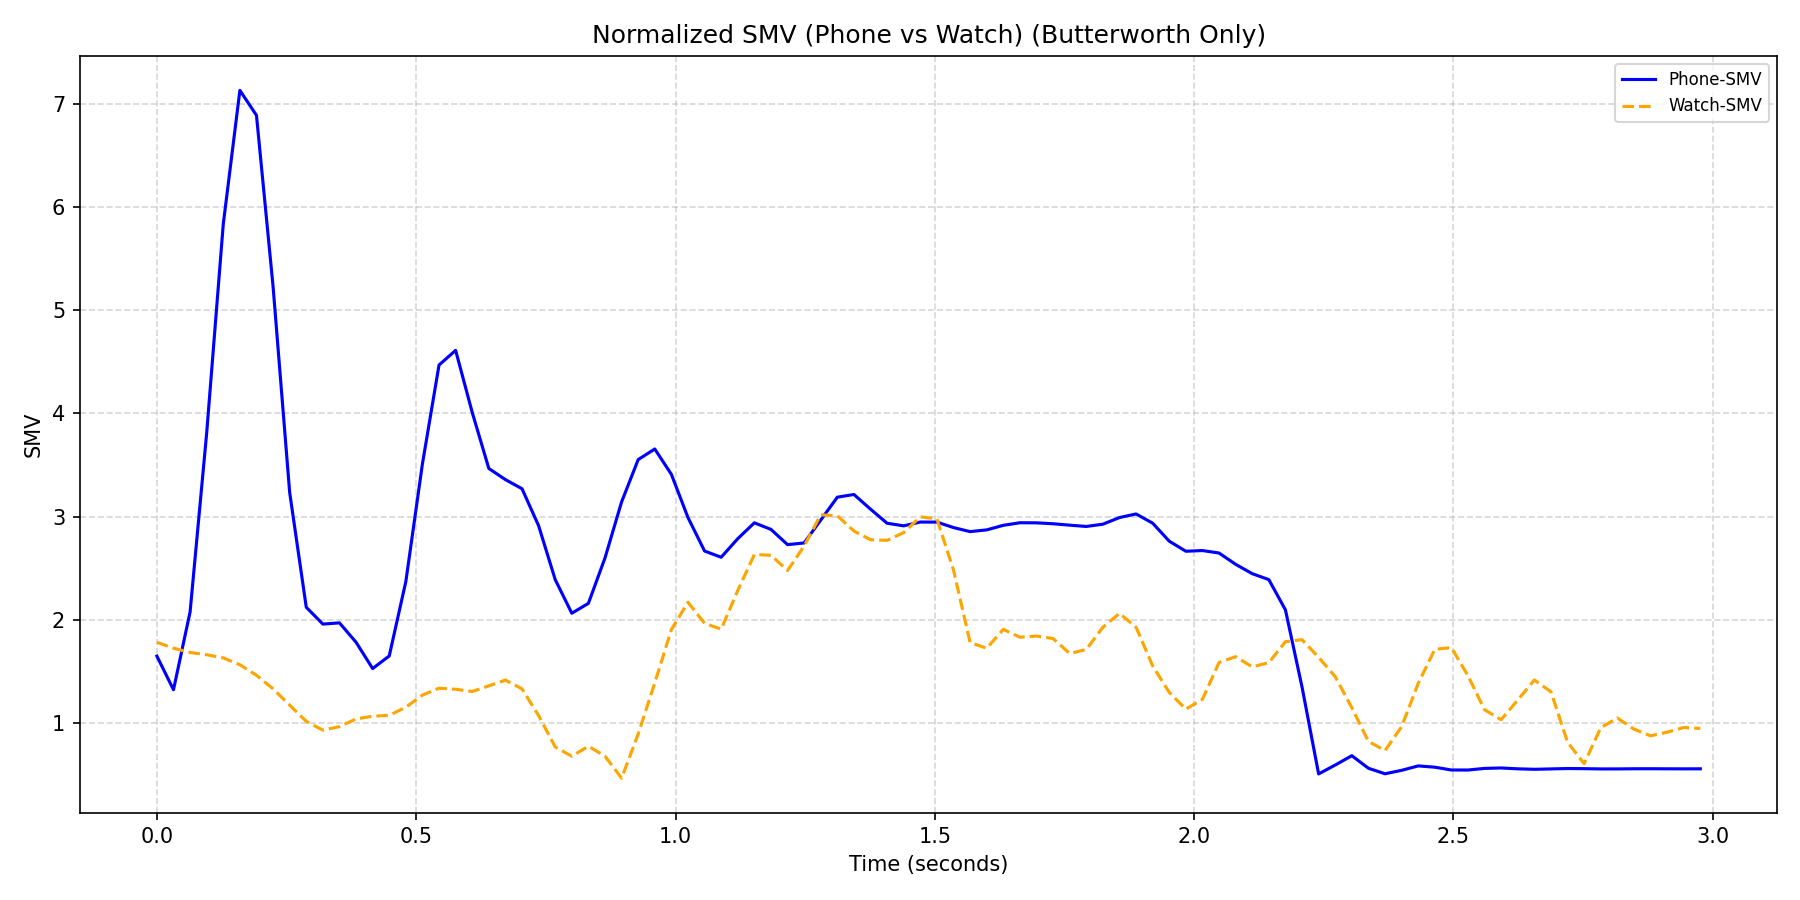 Normalized SMV (Phone vs Watch) (Butterworth Only)
Phone-SMV
Watch-SMV
SMV
7
6
5
4
3
2
1
0.0 0.5 1.0 1.5 2.0 2.5 3.0
Time (seconds)